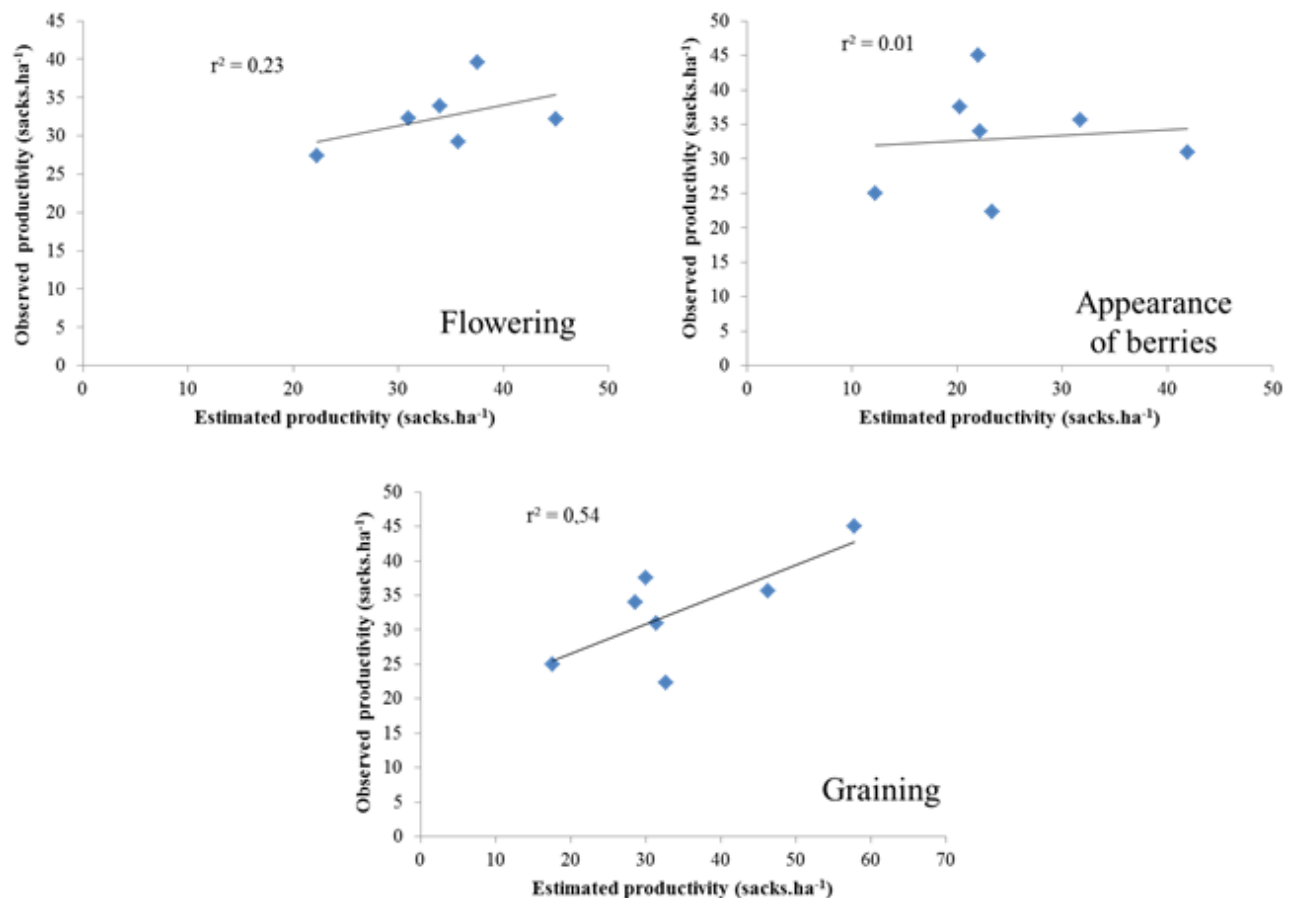 Observed productivity (sacks.ha⁻¹)
45
40
35
30
25
20
15
10
5
0
r² = 0,23
Flowering
0 10 20 30 40 50
Estimated productivity (sacks.ha⁻¹)
Observed productivity (sacks.ha⁻¹)
50
45
40
35
30
25
20
15
10
5
0
r² = 0.01
Appearance
of berries
0 10 20 30 40 50
Estimated productivity (sacks.ha⁻¹)
Observed productivity (sacks.ha⁻¹)
50
45
40
35
30
25
20
15
10
5
0
r² = 0,54
Graining
0 10 20 30 40 50 60 70
Estimated productivity (sacks.ha⁻¹)